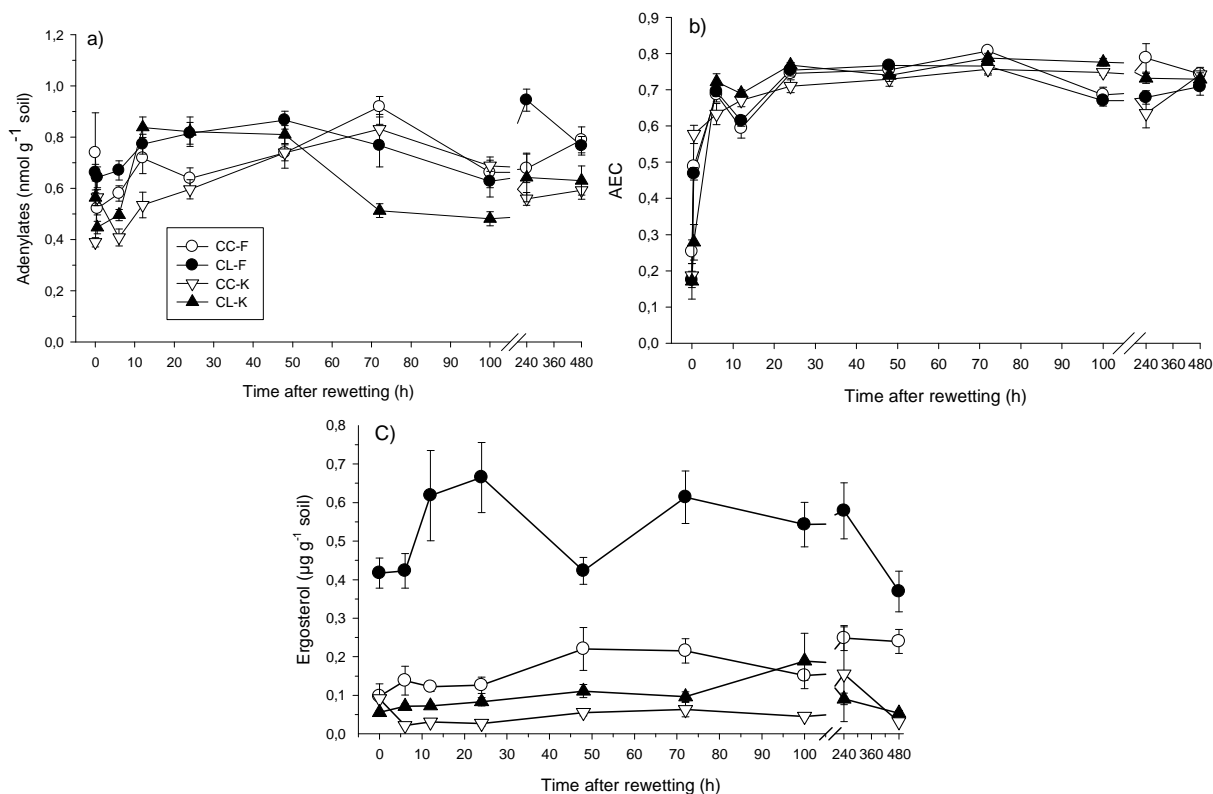 a)
Adenylates (nmol g⁻¹ soil)
1,2
1,0
0,8
0,6
0,4
0,2
0,0
CC-F
CL-F
CC-K
CL-K
0 10 20 30 40 50 60 70 80 90 100 240 360 480
Time after rewetting (h)
b)
AEC
0,9
0,8
0,7
0,6
0,5
0,4
0,3
0,2
0,1
0,0
0 10 20 30 40 50 60 70 80 90 100 240 360 480
Time after rewetting (h)
C)
Ergosterol (µg g⁻¹ soil)
0,8
0,7
0,6
0,5
0,4
0,3
0,2
0,1
0,0
0 10 20 30 40 50 60 70 80 90 100 240 360 480
Time after rewetting (h)